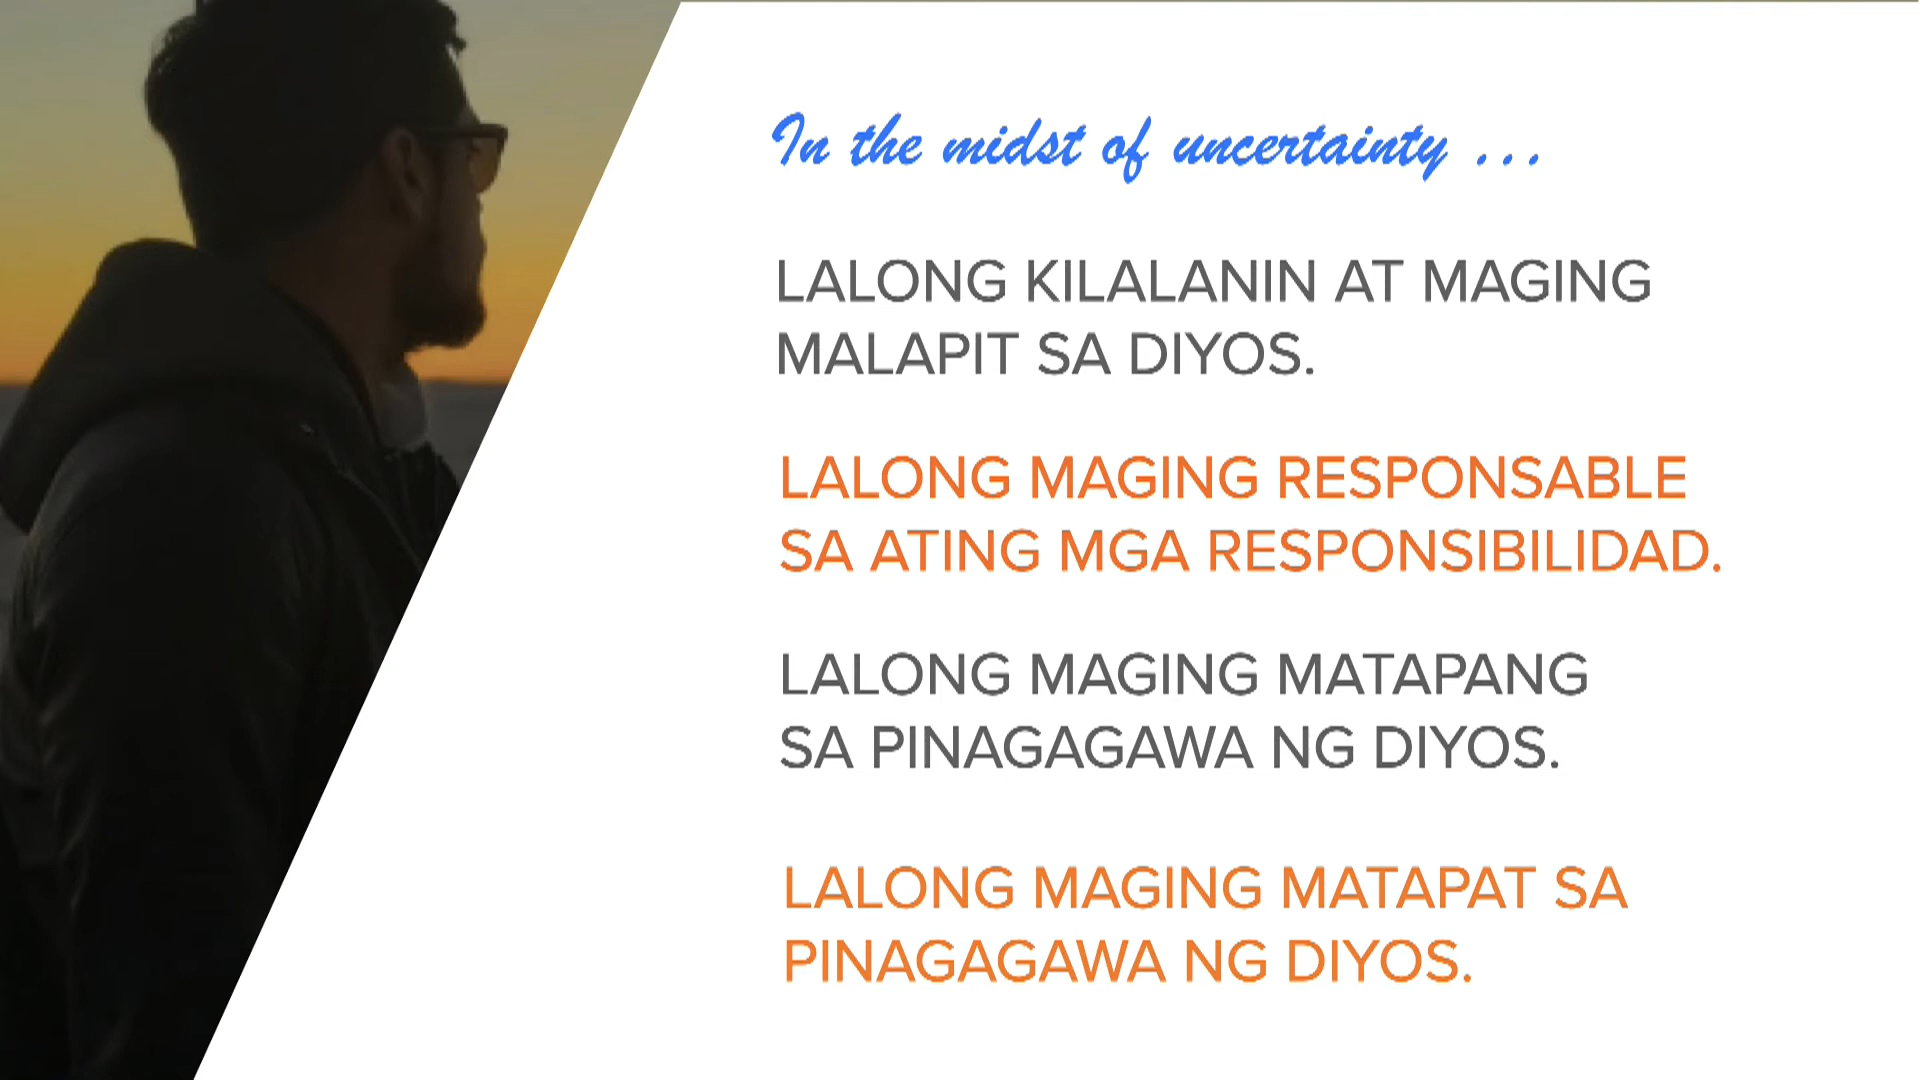 In the midst of uncertainty ...
LALONG KILALANIN AT MAGING
MALAPIT SA DIYOS.
LALONG MAGING RESPONSABLE
SA ATING MGA RESPONSIBILIDAD.
LALONG MAGING MATAPANG
SA PINAGAGAWA NG DIYOS.
LALONG MAGING MATAPAT SA
PINAGAGAWA NG DIYOS.